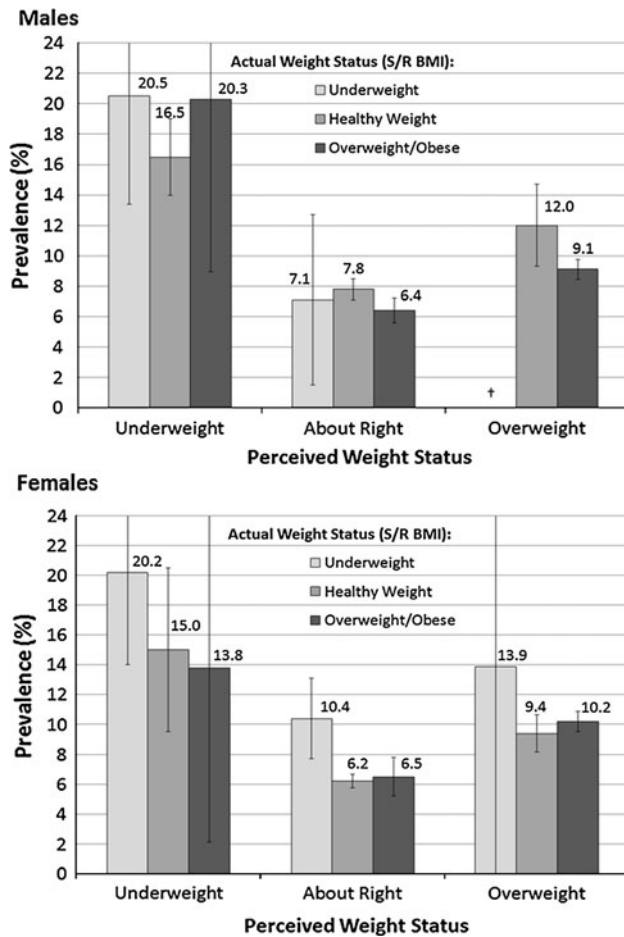 Males
24
22
20
18
16
14
12
10
8
6
4
2
0
Prevalence (%)
Actual Weight Status (S/R BMI):
Underweight
Healthy Weight
Overweight/Obese
20.5
16.5
20.3
7.1
7.8
6.4
†
12.0
9.1
Underweight About Right Overweight
Perceived Weight Status
Females
24
22
20
18
16
14
12
10
8
6
4
2
0
Prevalence (%)
Actual Weight Status (S/R BMI):
Underweight
Healthy Weight
Overweight/Obese
20.2
15.0
13.8
10.4
6.2
6.5
13.9
9.4
10.2
Underweight About Right Overweight
Perceived Weight Status